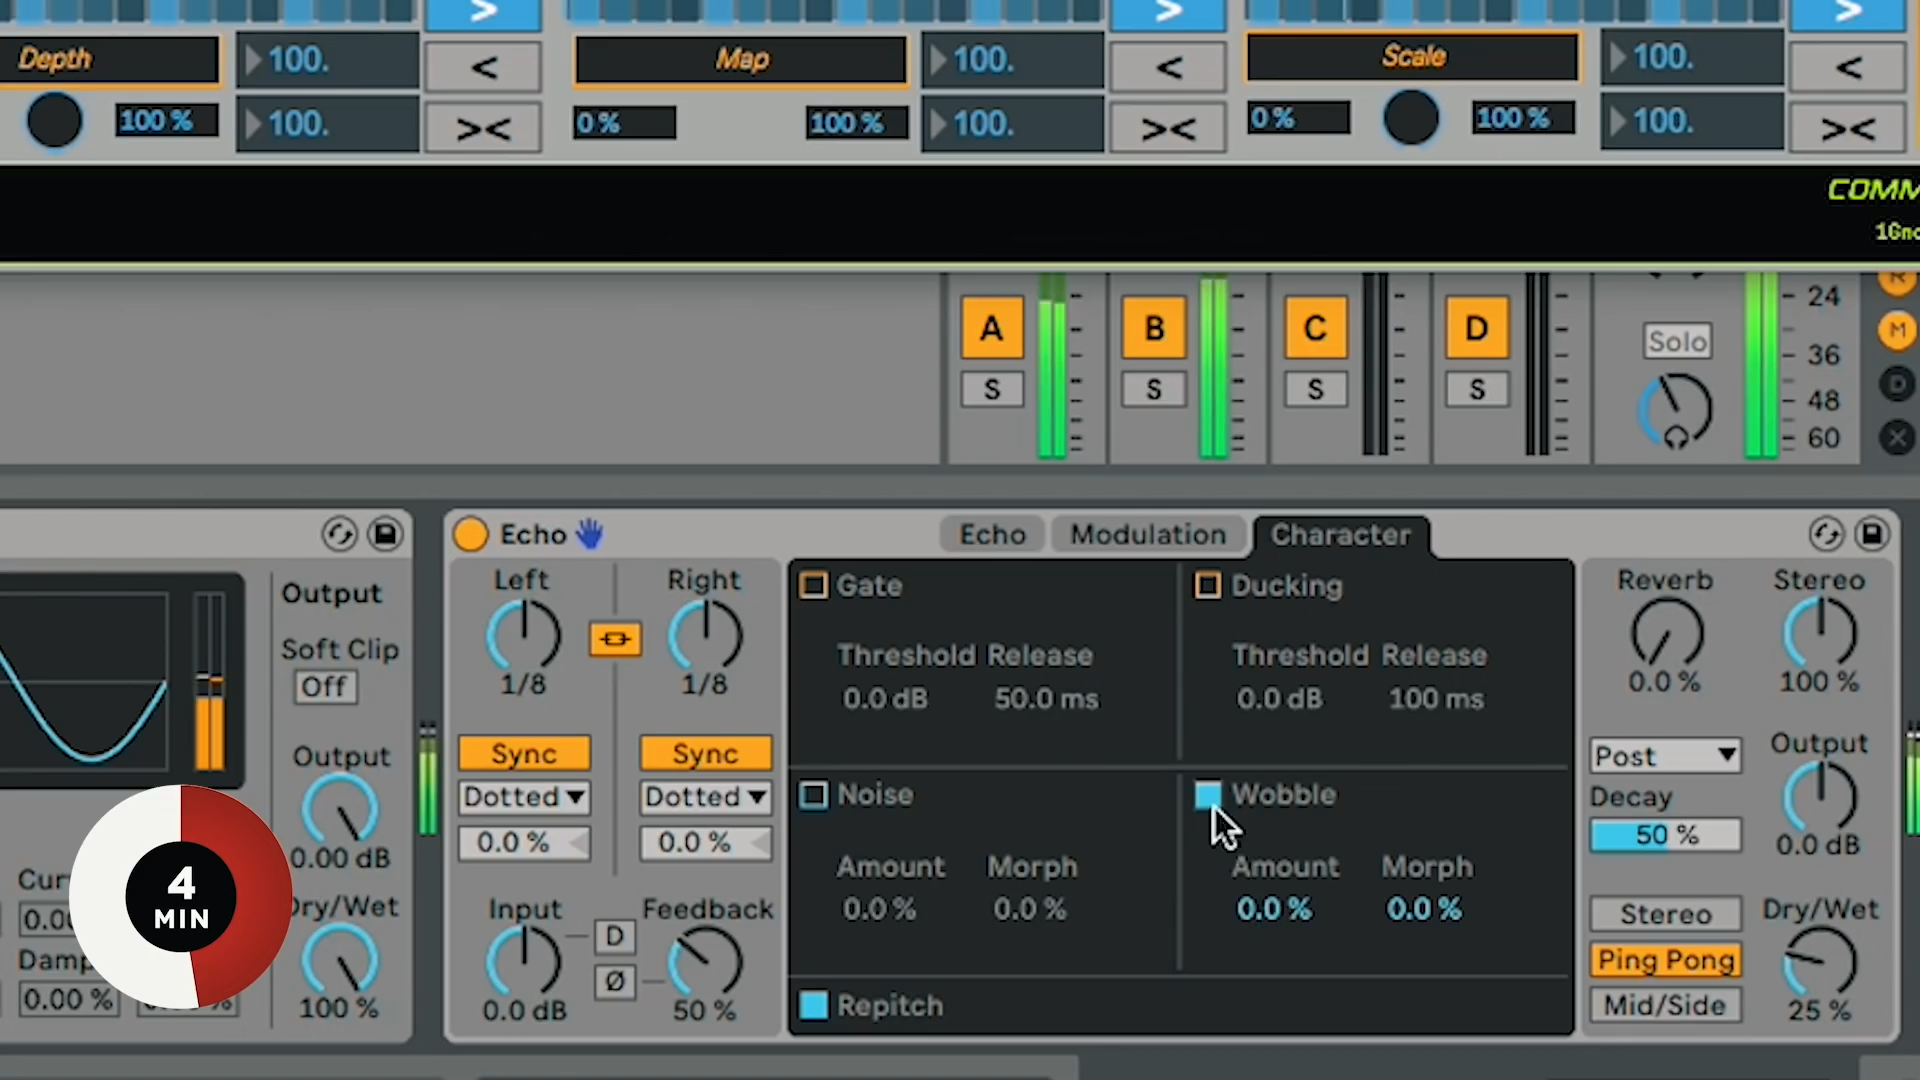 >
>
>
Depth
100.
<
Map
100.
<
Scale
100.
<
100 %
100.
><
0 %
100 %
100.
><
0 %
100 %
100.
><
COMM
A
B
C
D
24
R
Solo
M
36
S
S
S
S
D
48
60
Echo
Echo
Modulation
Character
Output
Soft Clip
Off
Output
0.00 dB
Dry/Wet
100 %
0.00 %
4
MIN
Left
Right
1/8
1/8
Sync
Sync
Dotted
Dotted
0.0 %
0.0 %
Input
Feedback
D
Ø
0.0 dB
50 %
Gate
Threshold Release
0.0 dB
50.0 ms
Ducking
Threshold Release
0.0 dB
100 ms
Noise
Amount
Morph
0.0 %
0.0 %
Wobble
Amount
Morph
0.0 %
0.0 %
Repitch
Reverb
Stereo
0.0 %
100 %
Post
Output
Decay
50 %
0.0 dB
Stereo
Dry/Wet
Ping Pong
Mid/Side
25 %